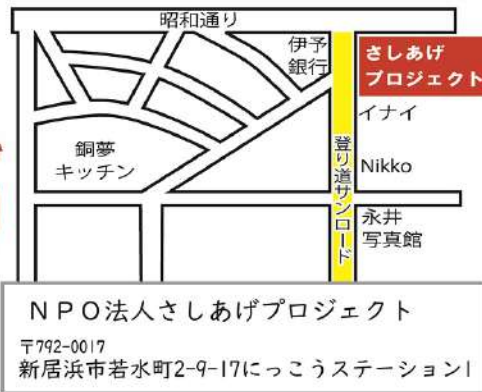 昭和通り
伊予
銀行
さしあげ
プロジェクト
イナイ
銅夢
キッチン
登り道サンロード
Nikko
永井
写真館
NPO法人さしあげプロジェクト
〒792-0017
新居浜市若水町2-9-17にっこうステーション1